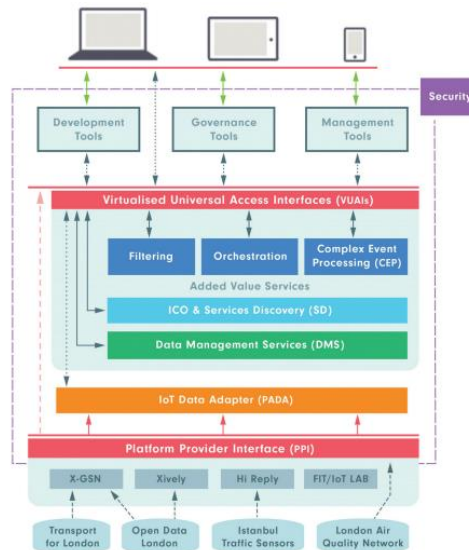 Security
Development
Tools
Governance
Tools
Management
Tools
Virtualised Universal Access Interfaces (VUAIs)
Filtering
Orchestration
Complex Event
Processing (CEP)
Added Value Services
ICO & Services Discovery (SD)
Data Management Services (DMS)
IoT Data Adapter (PADA)
Platform Provider Interface (PPI)
X-GSN
Xively
Hi Reply
FIT/IoT LAB
Transport
for London
Open Data
London
Istanbul
Traffic Sensors
London Air
Quality Network